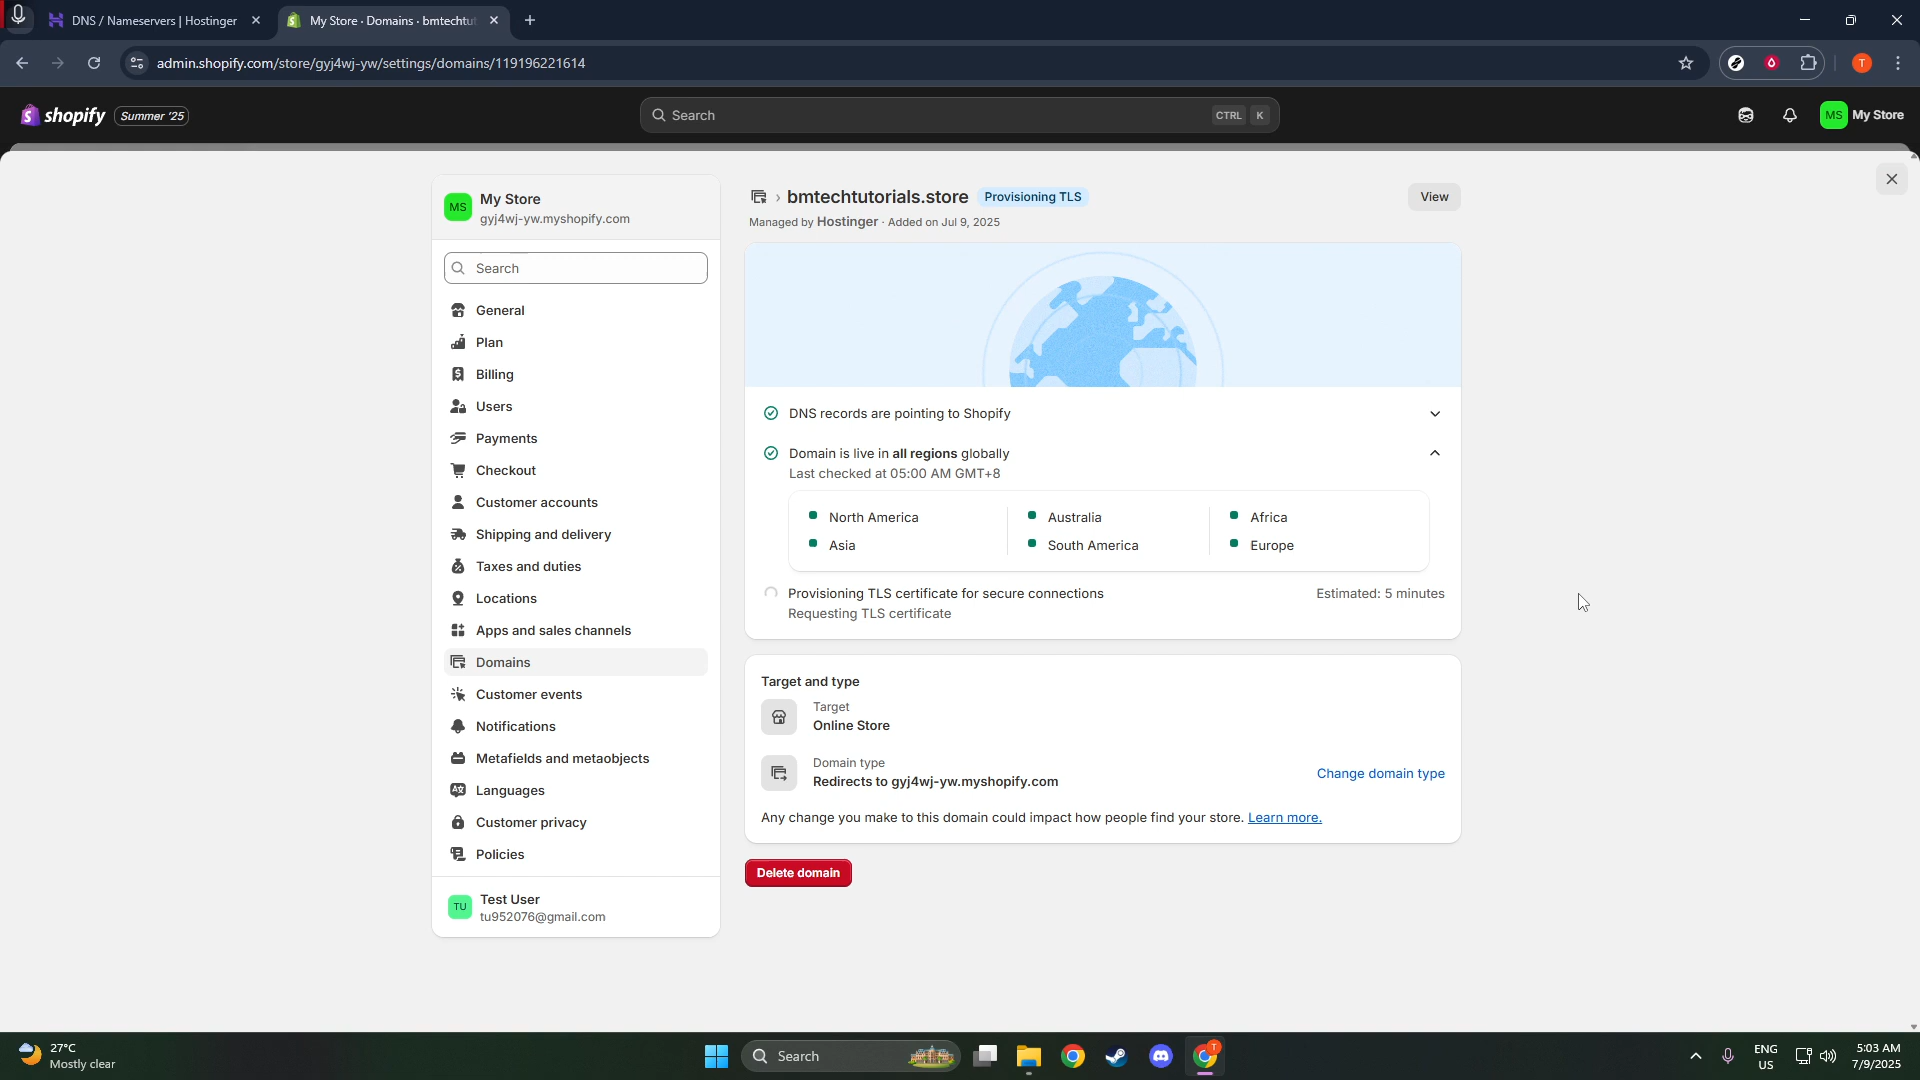 DNS / Nameservers | Hostinger
My Store · Domains · bmtechtut
admin.shopify.com/store/gyj4wj-yw/settings/domains/119196221614
T
shopify
Summer '25
Search
CTRL
K
MS
My Store
MS
My Store
gyj4wj-yw.myshopify.com
Search
General
Plan
Billing
Users
Payments
Checkout
Customer accounts
Shipping and delivery
Taxes and duties
Locations
Apps and sales channels
Domains
Customer events
Notifications
Metafields and metaobjects
Languages
Customer privacy
Policies
TU
Test User
tu952076@gmail.com
› bmtechtutorials.store
Provisioning TLS
View
Managed by Hostinger · Added on Jul 9, 2025
DNS records are pointing to Shopify
Domain is live in all regions globally
Last checked at 05:00 AM GMT+8
North America
Australia
Africa
Asia
South America
Europe
Provisioning TLS certificate for secure connections
Estimated: 5 minutes
Requesting TLS certificate
Target and type
Target
Online Store
Domain type
Redirects to gyj4wj-yw.myshopify.com
Change domain type
Any change you make to this domain could impact how people find your store. Learn more.
Delete domain
27°C
Mostly clear
Search
T
ENG
US
5:03 AM
7/9/2025